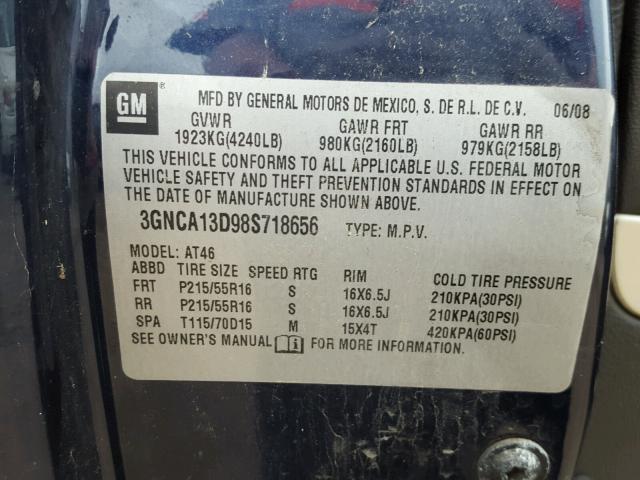 GM ®
MFD BY GENERAL MOTORS DE MEXICO, S. DE R.L. DE C.V. 06/08
GVWR GAWR FRT GAWR RR
1923KG(4240LB) 980KG(2160LB) 979KG(2158LB)
THIS VEHICLE CONFORMS TO ALL APPLICABLE U.S. FEDERAL MOTOR
VEHICLE SAFETY AND THEFT PREVENTION STANDARDS IN EFFECT ON
THE DATE OF MANUFACTURE SHOWN ABOVE.
3GNCA13D98S718656 TYPE: M.P.V.
MODEL: AT46
ABBD TIRE SIZE SPEED RTG RIM COLD TIRE PRESSURE
FRT P215/55R16 S 16X6.5J 210KPA(30PSI)
RR P215/55R16 S 16X6.5J 210KPA(30PSI)
SPA T115/70D15 M 15X4T 420KPA(60PSI)
SEE OWNER'S MANUAL FOR MORE INFORMATION.